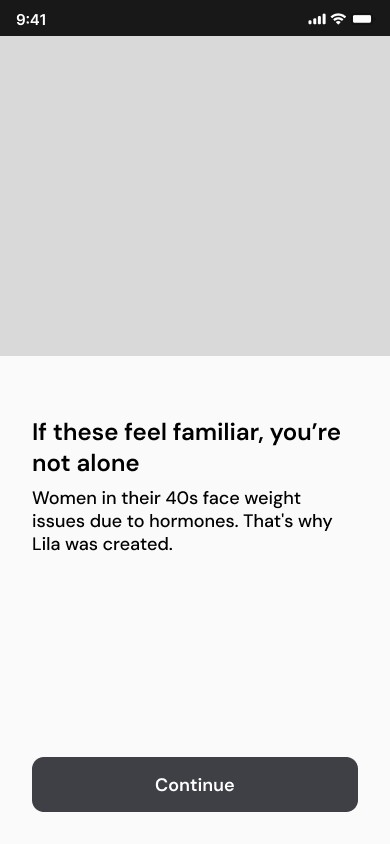 9:41
If these feel familiar, you’re
not alone
Women in their 40s face weight
issues due to hormones. That's why
Lila was created.
Continue